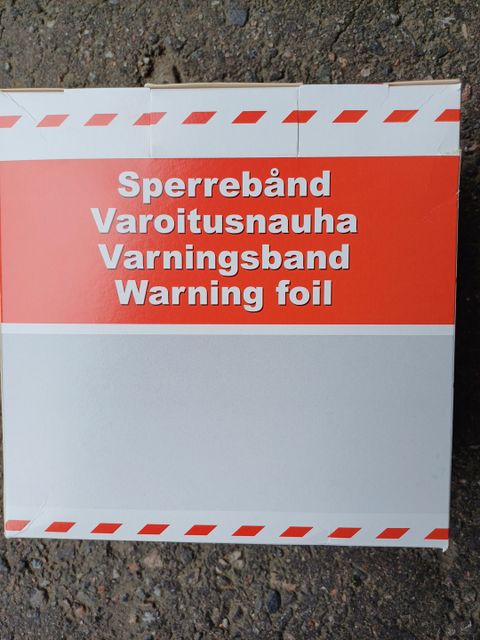 Sperrebånd
Varoitusnauha
Varningsband
Warning foil